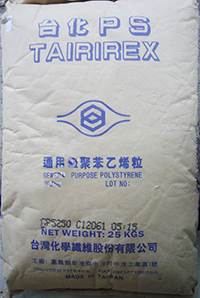 台化PS
TAIRIREX
通用級聚苯乙烯粒
GENERAL PURPOSE POLYSTYRENE
LOT NO:
GP5250 C12061 05:15
NET WEIGHT: 25 KGS
台灣化學纖維股份有限公司
MADE IN TAIWAN